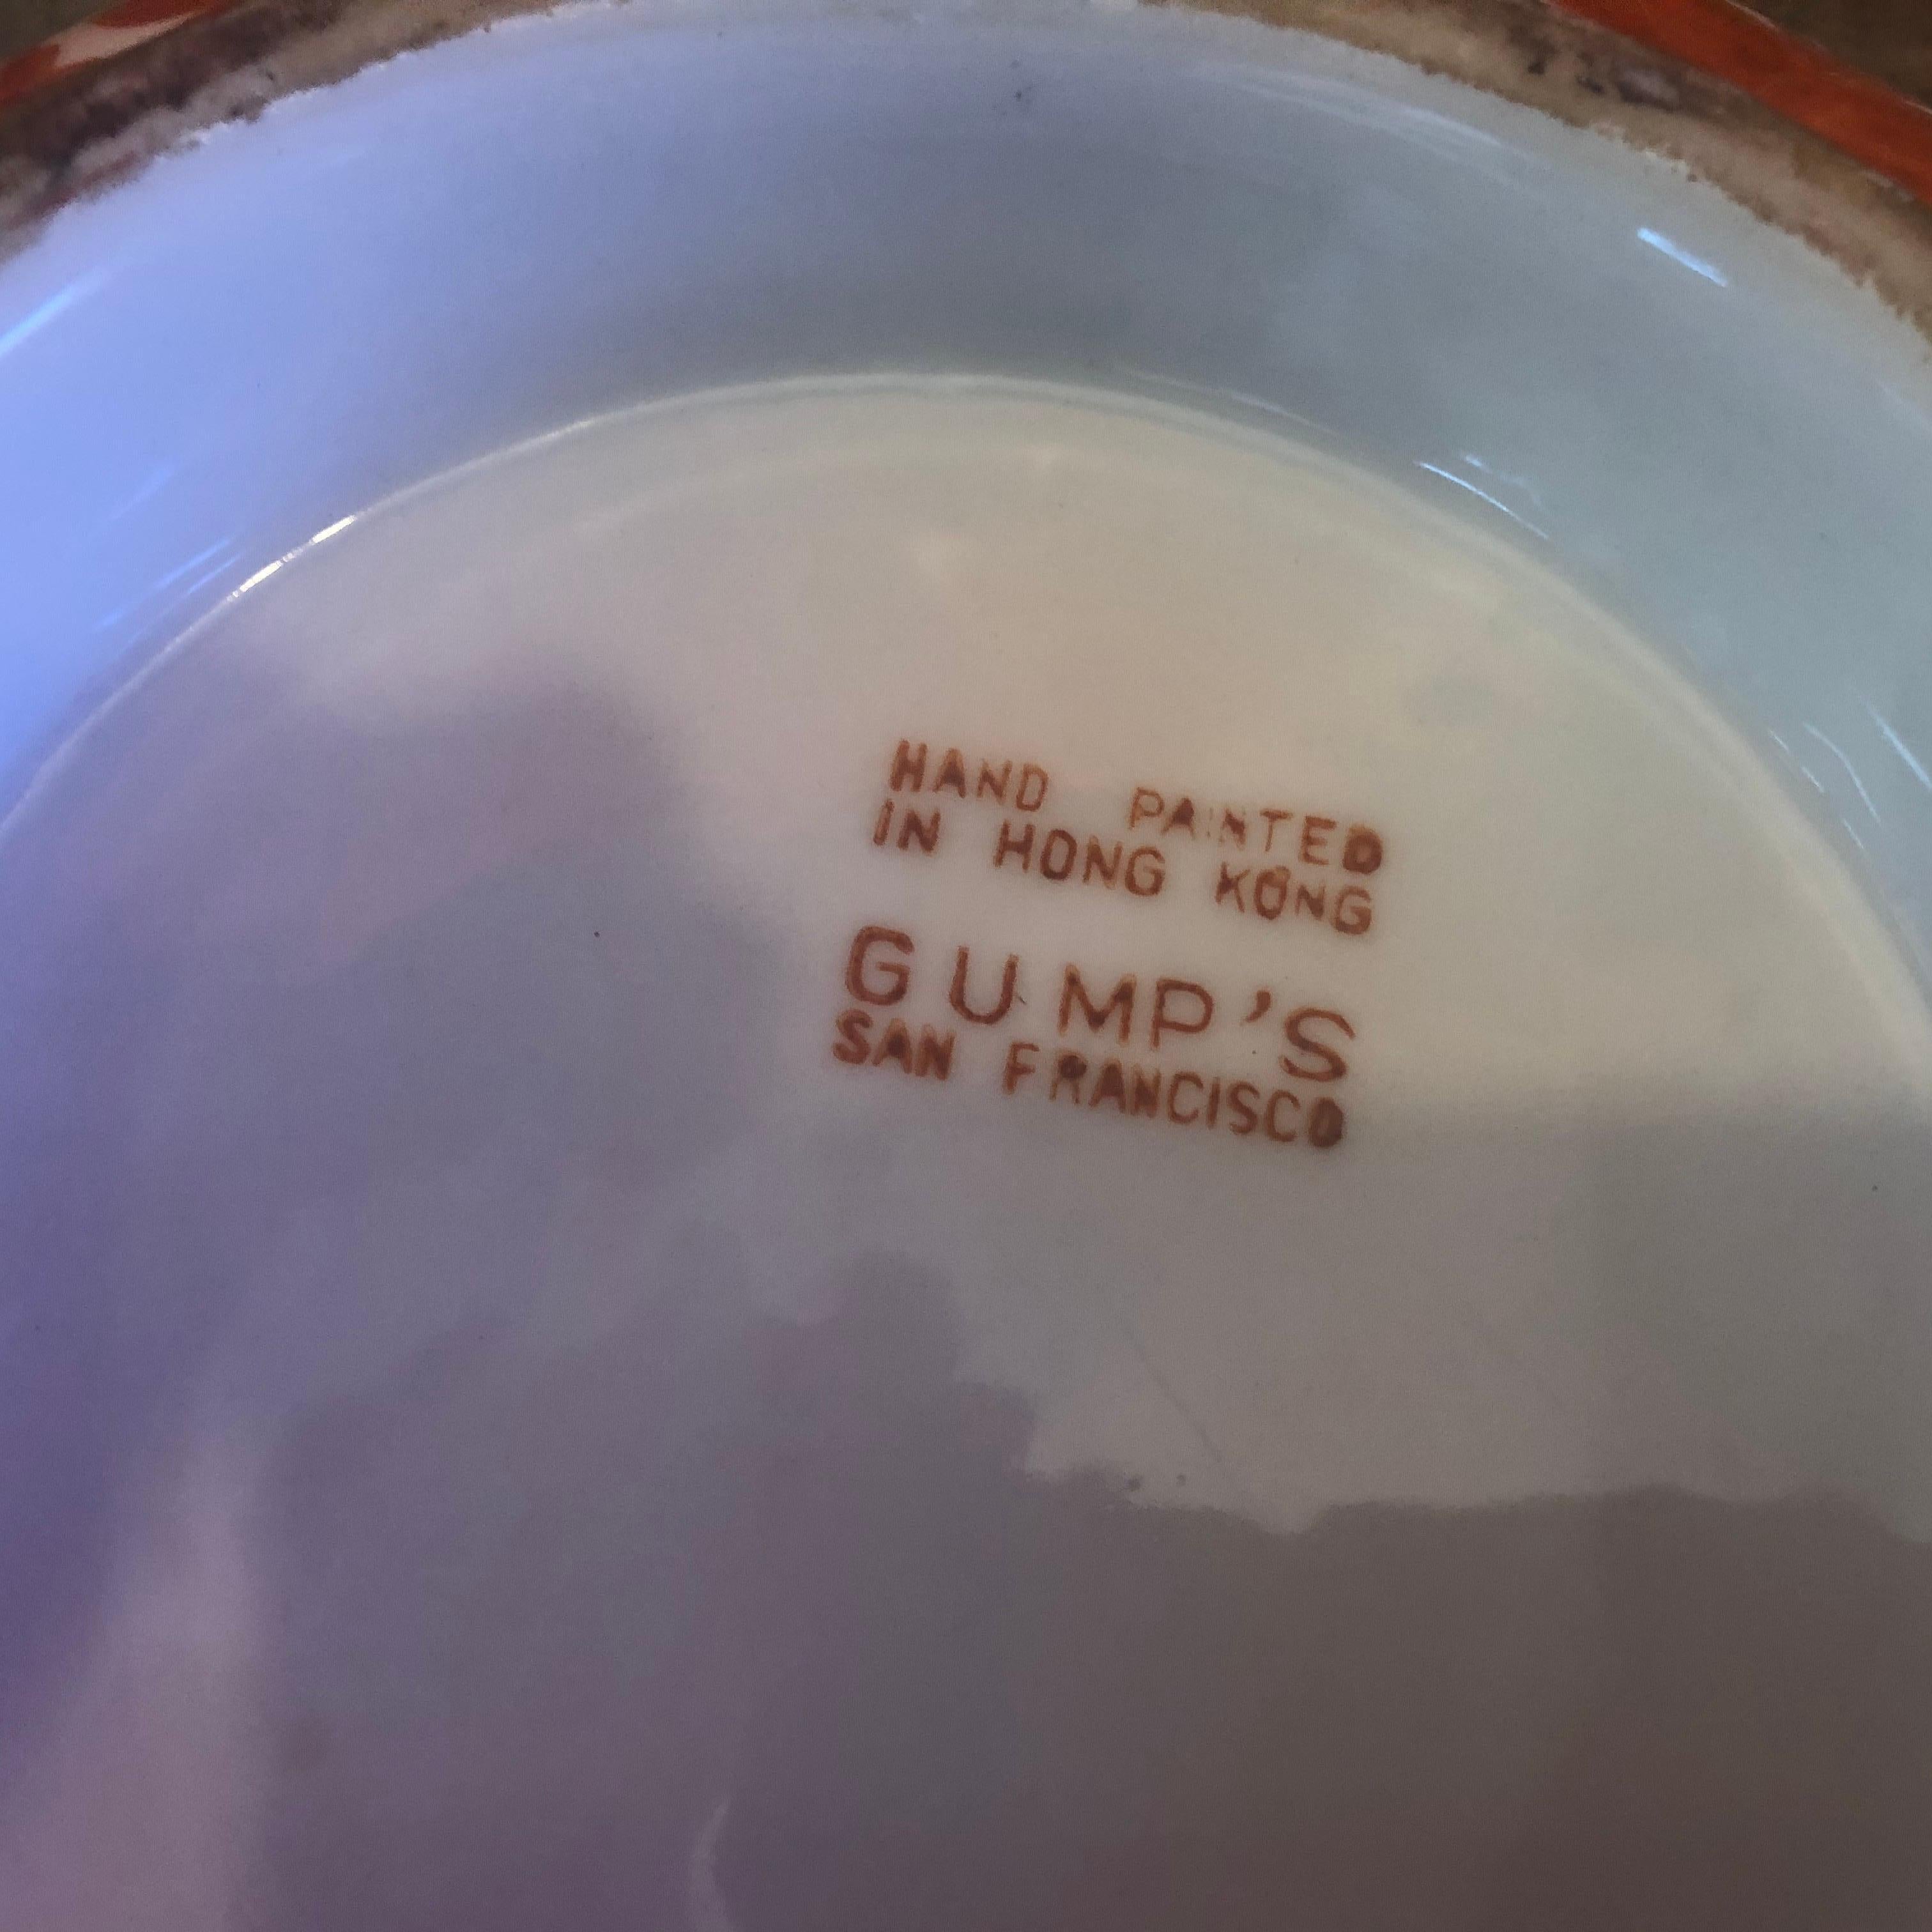 HAND PAINTED
IN HONG KONG
GUMP'S
SAN FRANCISCO